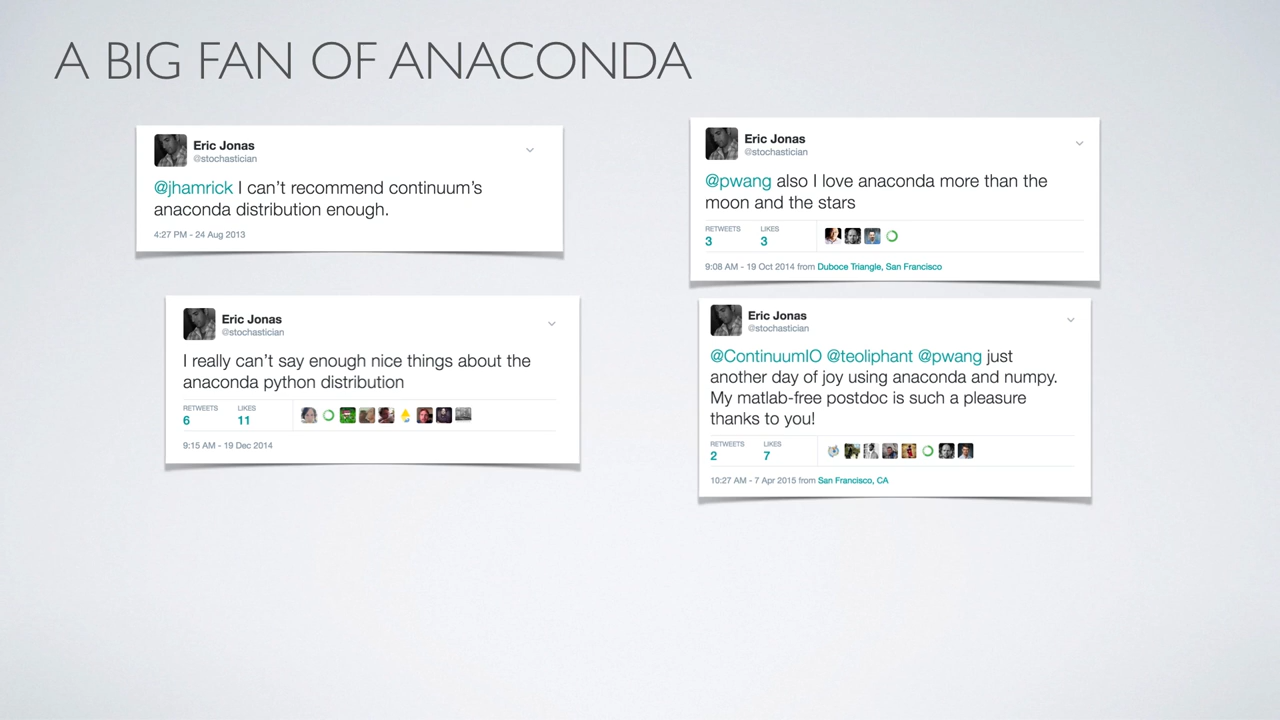 A BIG FAN OF ANACONDA
Eric Jonas
@stochastician
@jhamrick I can't recommend continuum's
anaconda distribution enough.
4:27 PM - 24 Aug 2013
Eric Jonas
@stochastician
I really can't say enough nice things about the
anaconda python distribution
RETWEETS LIKES
6 11
9:15 AM - 19 Dec 2014
Eric Jonas
@stochastician
@pwang also I love anaconda more than the
moon and the stars
RETWEETS LIKES
3 3
9:08 AM - 19 Oct 2014 from Duboce Triangle, San Francisco
Eric Jonas
@stochastician
@ContinuumIO @teoliphant @pwang just
another day of joy using anaconda and numpy.
My matlab-free postdoc is such a pleasure
thanks to you!
RETWEETS LIKES
2 7
10:27 AM - 7 Apr 2015 from San Francisco, CA